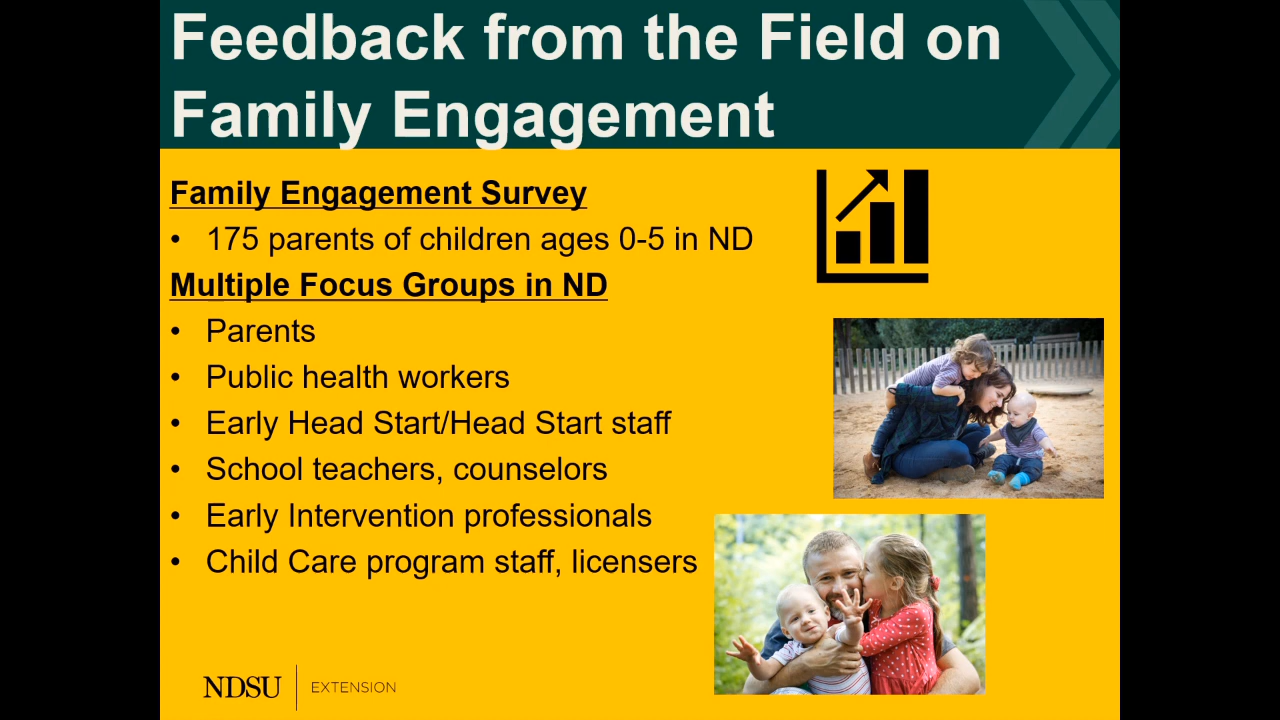 Feedback from the Field on
Family Engagement
Family Engagement Survey
• 175 parents of children ages 0-5 in ND
Multiple Focus Groups in ND
• Parents
• Public health workers
• Early Head Start/Head Start staff
• School teachers, counselors
• Early Intervention professionals
• Child Care program staff, licensers
NDSU EXTENSION